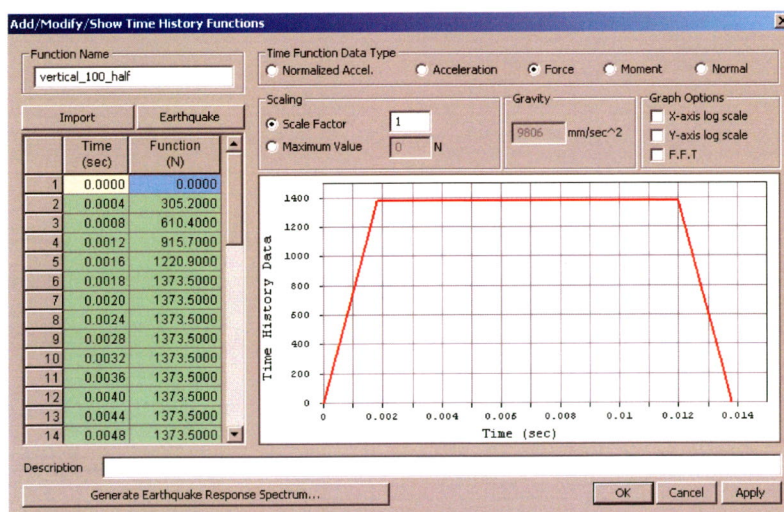 Add/Modify/Show Time History Functions
Function Name
vertical_100_half
Time Function Data Type
Normalized Accel.
Acceleration
Force
Moment
Normal
Import
Earthquake
Scaling
Scale Factor
1
Maximum Value
0
N
Gravity
9806
mm/sec^2
Graph Options
X-axis log scale
Y-axis log scale
F.F.T
Time (sec) Function (N)
1 0.0000 0.0000
2 0.0004 305.2000
3 0.0008 610.4000
4 0.0012 915.7000
5 0.0016 1220.9000
6 0.0018 1373.5000
7 0.0020 1373.5000
8 0.0024 1373.5000
9 0.0028 1373.5000
10 0.0032 1373.5000
11 0.0036 1373.5000
12 0.0040 1373.5000
13 0.0044 1373.5000
14 0.0048 1373.5000
Time History Data
1400
1200
1000
800
600
400
200
0
0 0.002 0.004 0.006 0.008 0.01 0.012 0.014
Time (sec)
Description
Generate Earthquake Response Spectrum...
OK
Cancel
Apply